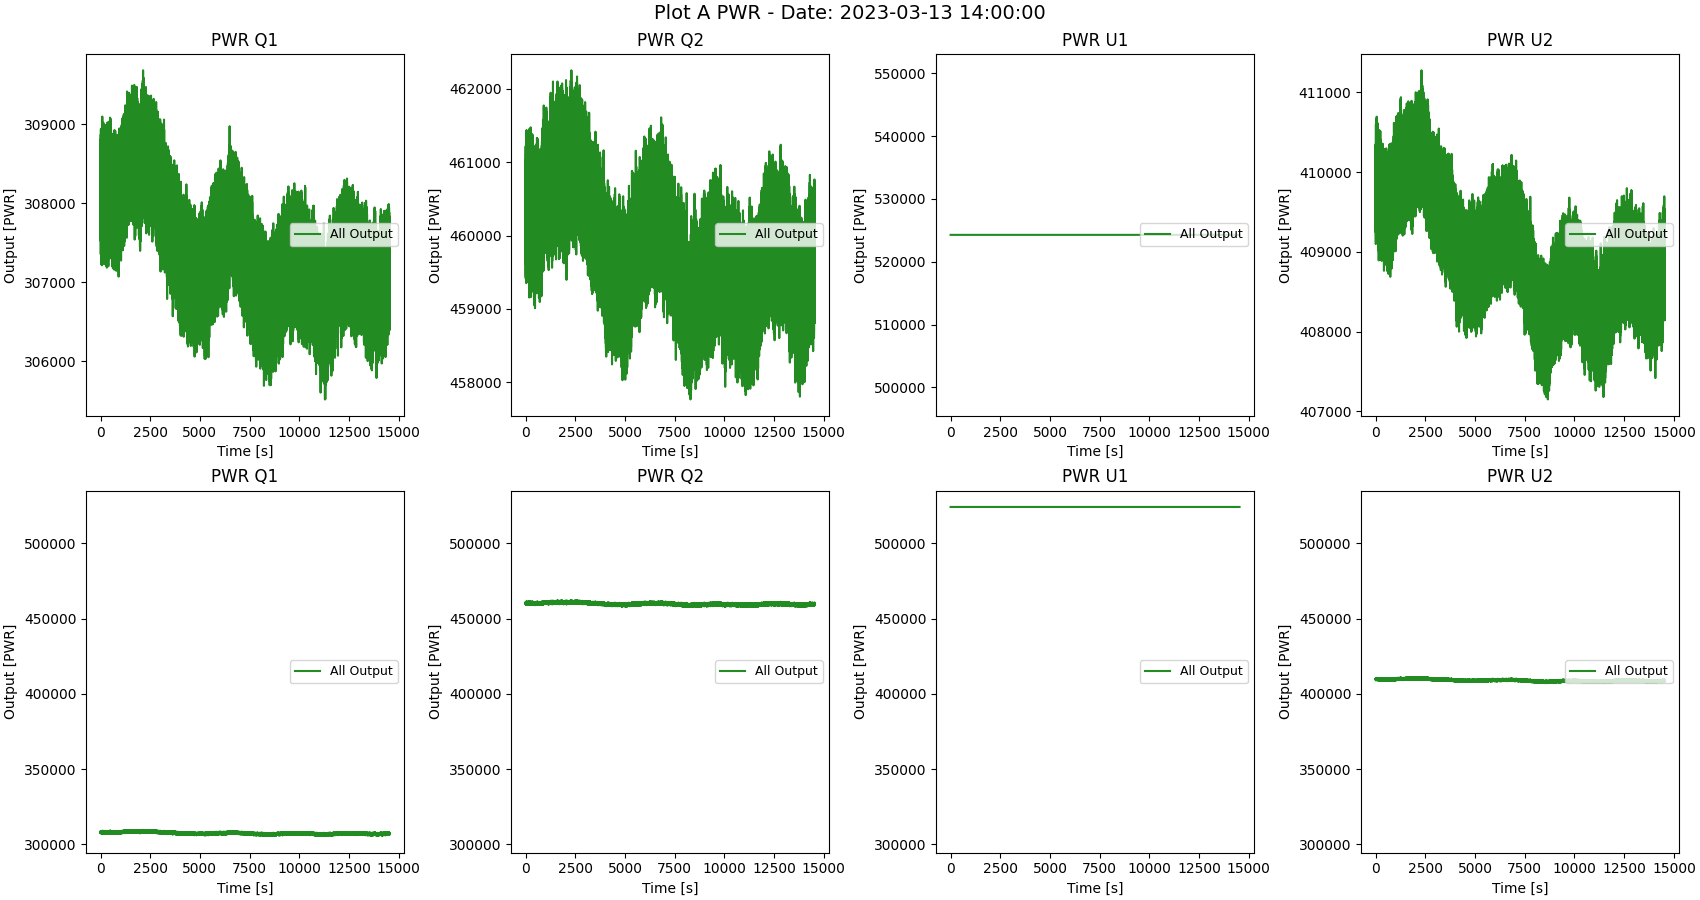 Plot A PWR - Date: 2023-03-13 14:00:00
PWR Q1
Output [PWR]
309000
308000
307000
306000
All Output
0 2500 5000 7500 10000 12500 15000
Time [s]
PWR Q2
Output [PWR]
462000
461000
460000
459000
458000
All Output
0 2500 5000 7500 10000 12500 15000
Time [s]
PWR U1
Output [PWR]
550000
540000
530000
520000
510000
500000
All Output
0 2500 5000 7500 10000 12500 15000
Time [s]
PWR U2
Output [PWR]
411000
410000
409000
408000
407000
All Output
0 2500 5000 7500 10000 12500 15000
Time [s]
PWR Q1
Output [PWR]
500000
450000
400000
350000
300000
All Output
0 2500 5000 7500 10000 12500 15000
Time [s]
PWR Q2
Output [PWR]
500000
450000
400000
350000
300000
All Output
0 2500 5000 7500 10000 12500 15000
Time [s]
PWR U1
Output [PWR]
500000
450000
400000
350000
300000
All Output
0 2500 5000 7500 10000 12500 15000
Time [s]
PWR U2
Output [PWR]
500000
450000
400000
350000
300000
All Output
0 2500 5000 7500 10000 12500 15000
Time [s]